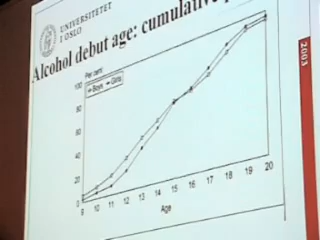 UNIVERSITETET
I OSLO
Alcohol debut age: cumulative
Per cent
Boys
Girls
100
80
60
40
20
0
9 10 11 12 13 14 15 16 17 18 19 20
Age
2003